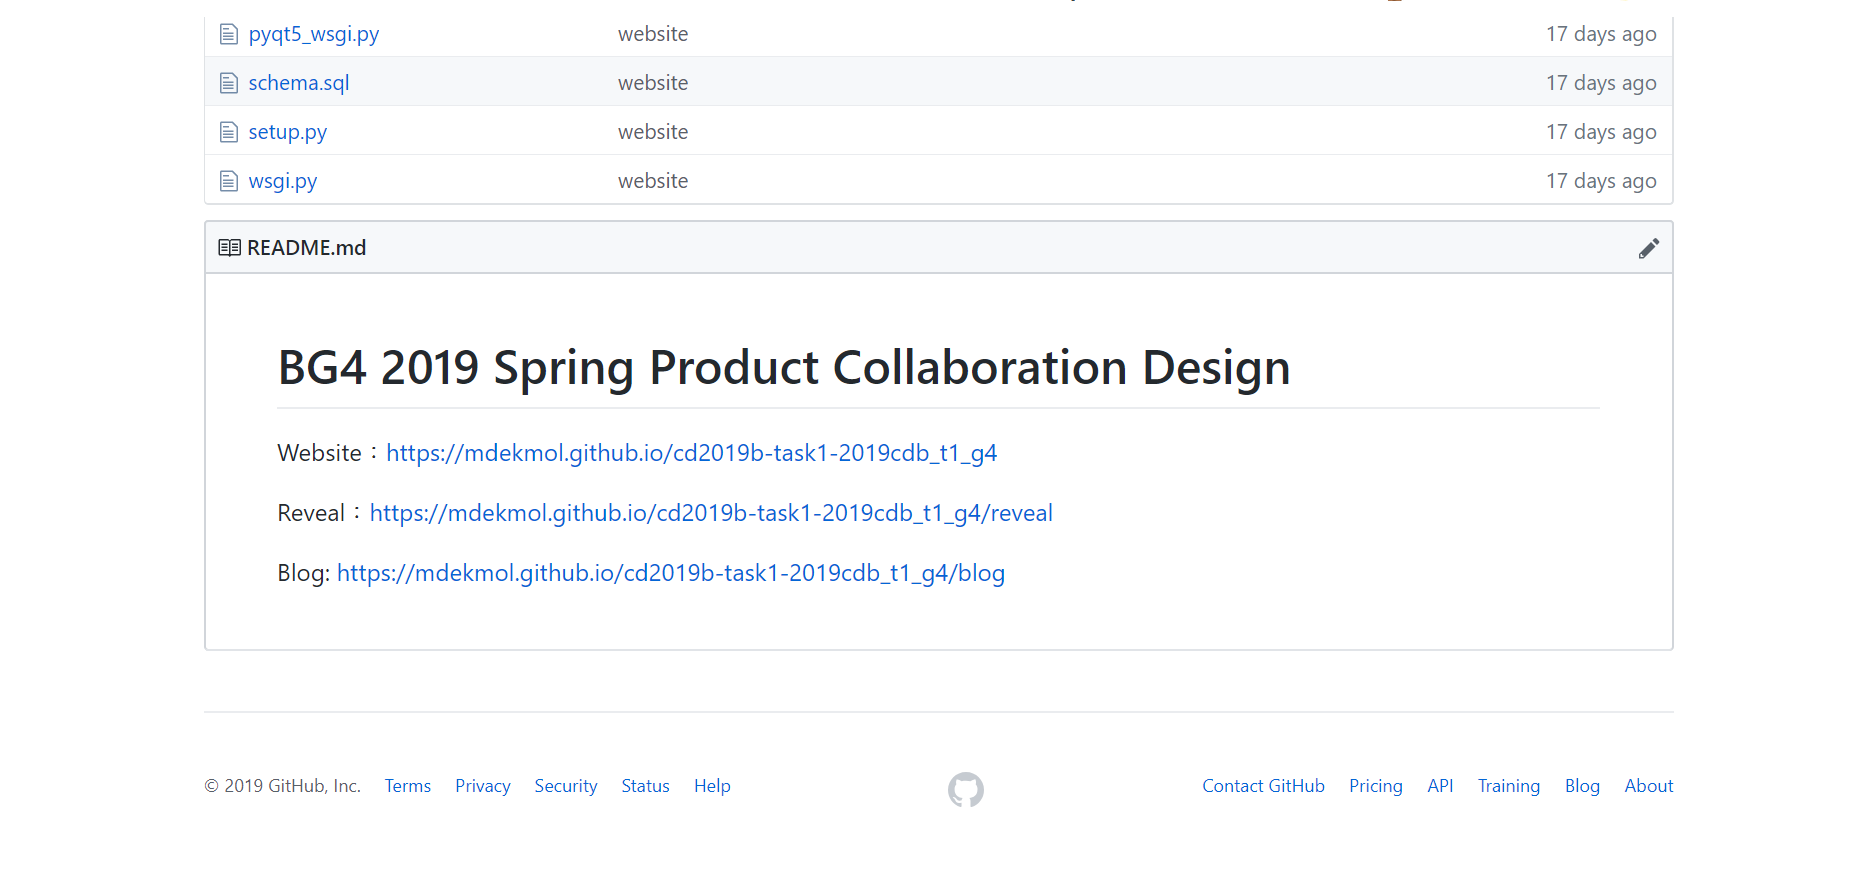 pyqt5_wsgi.py website 17 days ago
schema.sql website 17 days ago
setup.py website 17 days ago
wsgi.py website 17 days ago
README.md
BG4 2019 Spring Product Collaboration Design
Website：https://mdekmol.github.io/cd2019b-task1-2019cdb_t1_g4
Reveal：https://mdekmol.github.io/cd2019b-task1-2019cdb_t1_g4/reveal
Blog: https://mdekmol.github.io/cd2019b-task1-2019cdb_t1_g4/blog
© 2019 GitHub, Inc. Terms Privacy Security Status Help Contact GitHub Pricing API Training Blog About